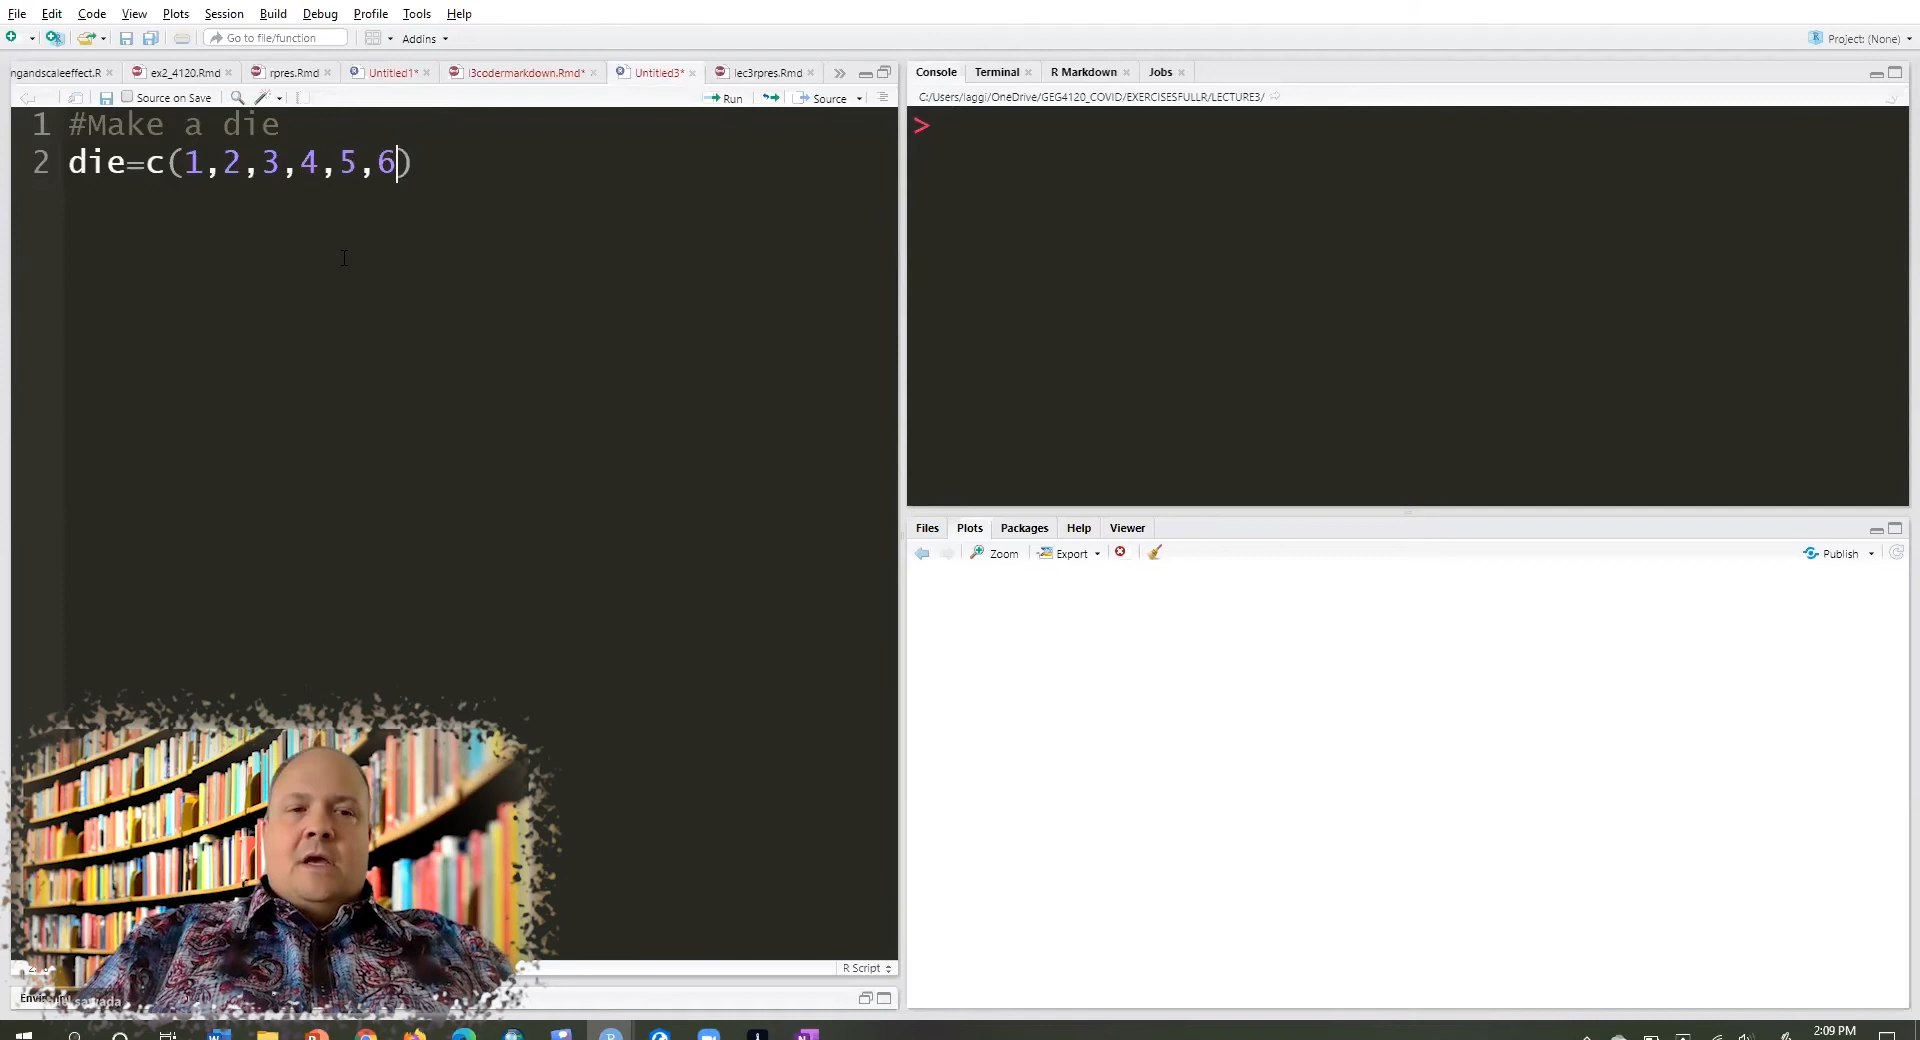 File Edit Code View Plots Session Build Debug Profile Tools Help
Go to file/function Addins Project: (None)
ngandscaleeffect.R ex2_4120.Rmd rpres.Rmd Untitled1* l3codermarkdown.Rmd* Untitled3* lec3rpres.Rmd
Source on Save Run Source
1 #Make a die
2 die=c(1,2,3,4,5,6)
R Script
Console Terminal R Markdown Jobs
C:/Users/laggi/OneDrive/GEG4120_COVID/EXERCISESFULLR/LECTURE3/
>
Files Plots Packages Help Viewer
Zoom Export Publish
2:09 PM